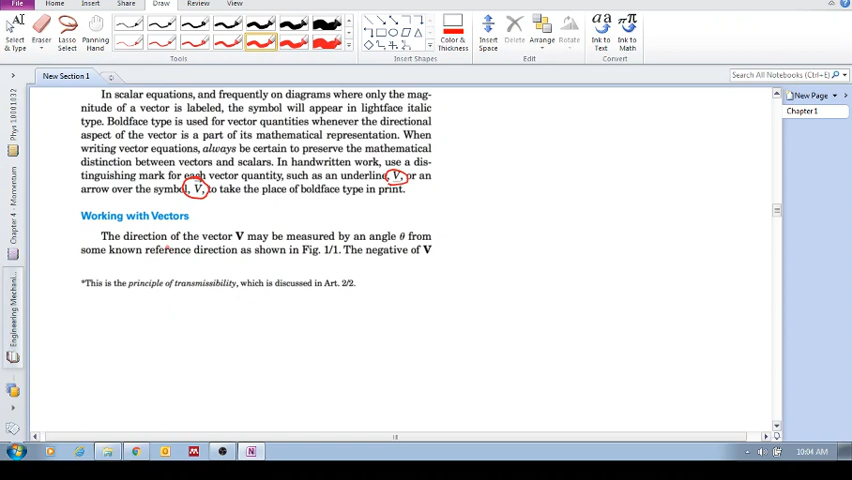 File Home Insert Share Draw Review View
Select & Type
Eraser
Lasso Select
Panning Hand
Color & Thickness
Insert Space
Delete
Arrange
Rotate
Ink to Text
Ink to Math
Tools
Insert Shapes
Edit
Convert
New Section 1
Search All Notebooks (Ctrl+E)
New Page
Chapter 1
Phys 10001032
Chapter 4 - Momentum
Engineering Mechani...
In scalar equations, and frequently on diagrams where only the mag-
nitude of a vector is labeled, the symbol will appear in lightface italic
type. Boldface type is used for vector quantities whenever the directional
aspect of the vector is a part of its mathematical representation. When
writing vector equations, always be certain to preserve the mathematical
distinction between vectors and scalars. In handwritten work, use a dis-
tinguishing mark for each vector quantity, such as an underline, V, or an
arrow over the symbol, V, to take the place of boldface type in print.
Working with Vectors
The direction of the vector V may be measured by an angle θ from
some known reference direction as shown in Fig. 1/1. The negative of V
*This is the principle of transmissibility, which is discussed in Art. 2/2.
10:04 AM